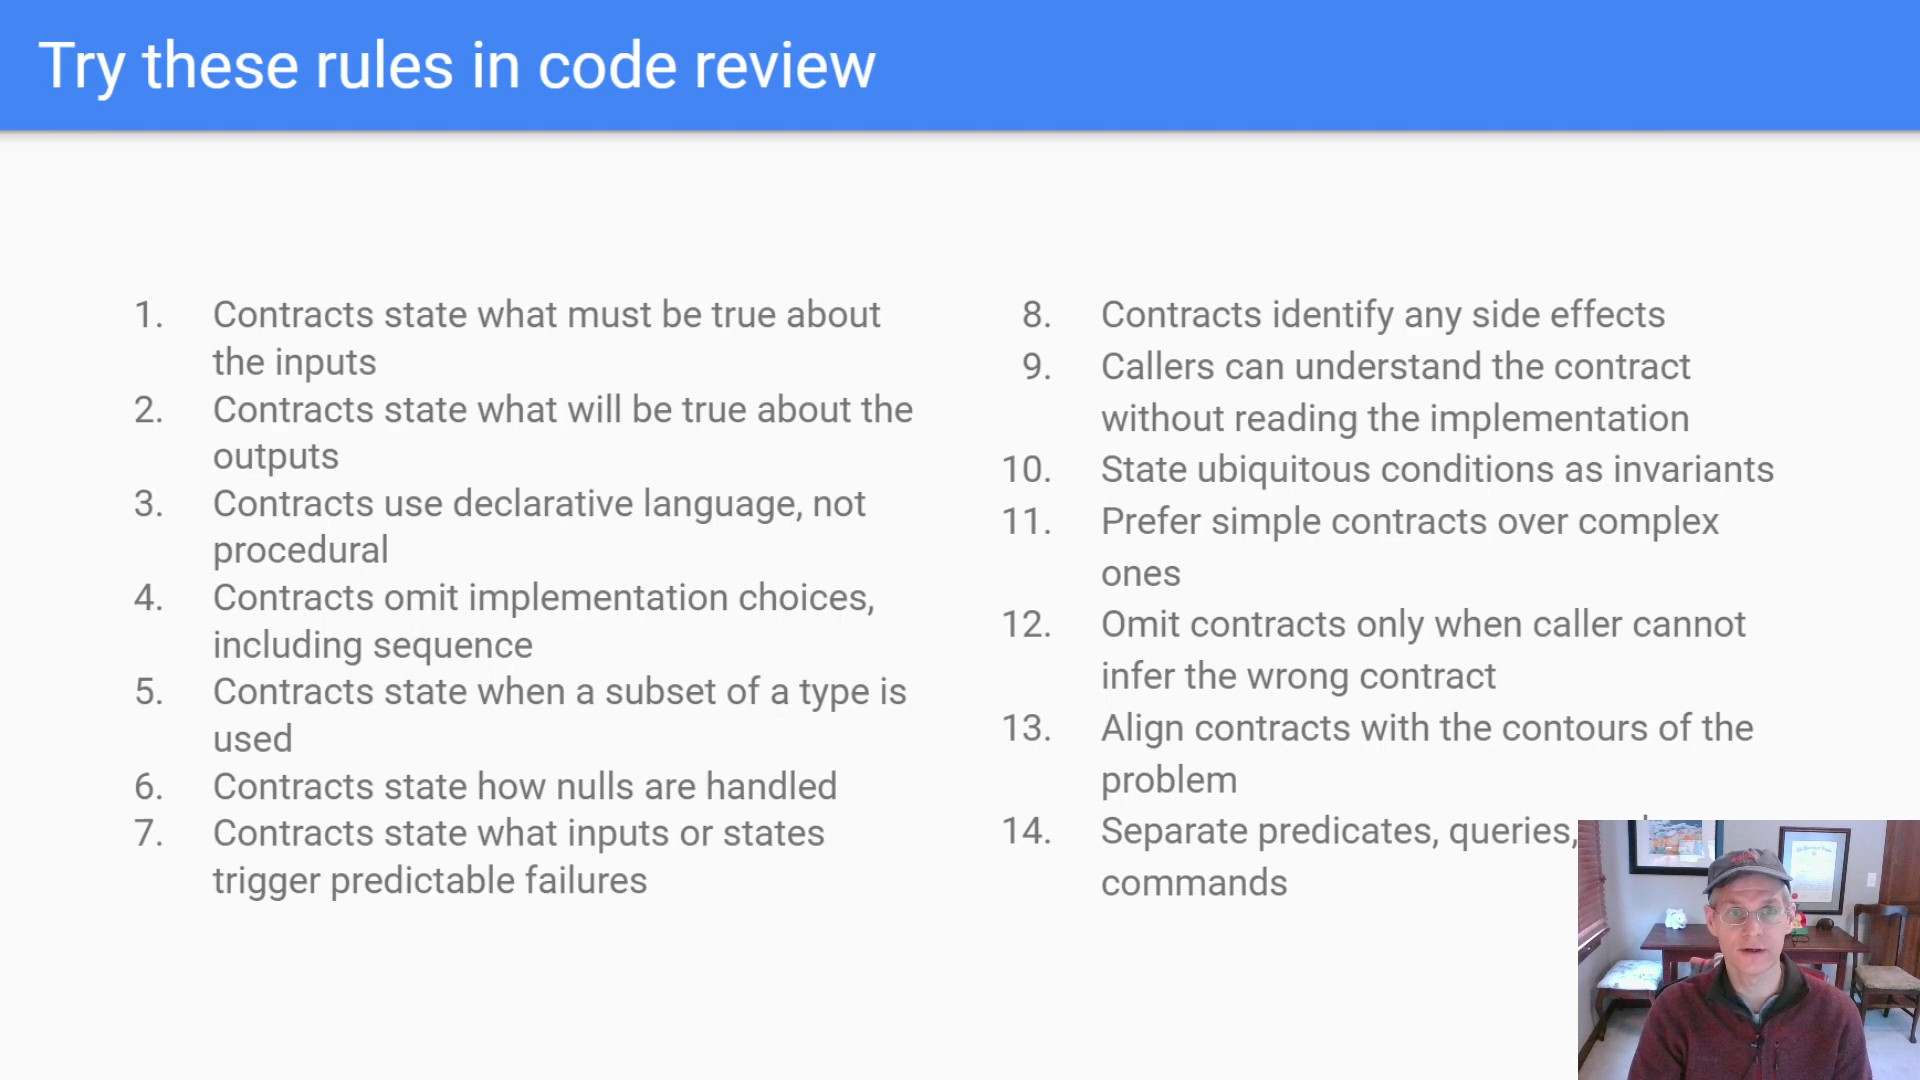 Try these rules in code review
1. Contracts state what must be true about
the inputs
2. Contracts state what will be true about the
outputs
3. Contracts use declarative language, not
procedural
4. Contracts omit implementation choices,
including sequence
5. Contracts state when a subset of a type is
used
6. Contracts state how nulls are handled
7. Contracts state what inputs or states
trigger predictable failures
8. Contracts identify any side effects
9. Callers can understand the contract
without reading the implementation
10. State ubiquitous conditions as invariants
11. Prefer simple contracts over complex
ones
12. Omit contracts only when caller cannot
infer the wrong contract
13. Align contracts with the contours of the
problem
14. Separate predicates, queries,
commands